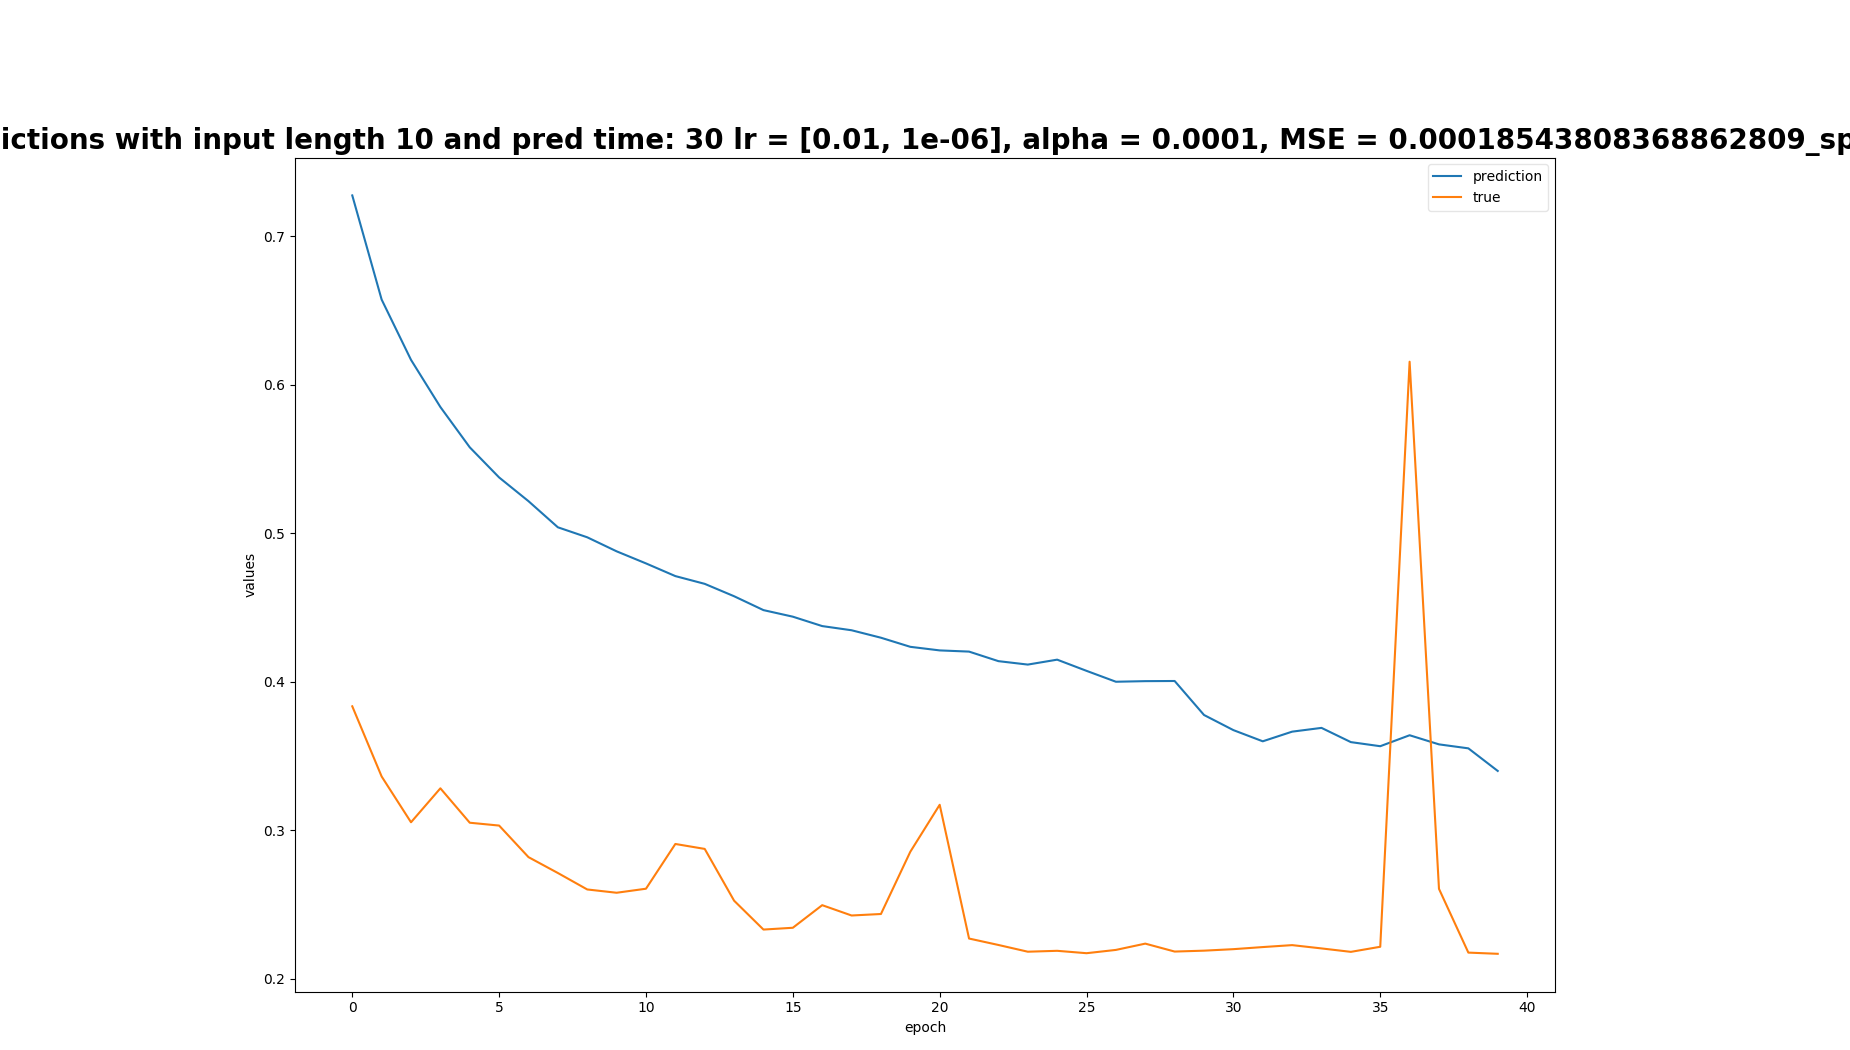 ictions with input length 10 and pred time: 30 lr = [0.01, 1e-06], alpha = 0.0001, MSE = 0.00018543808368862809_sp
prediction
true
0.7
0.6
0.5
0.4
0.3
0.2
values
0 5 10 15 20 25 30 35 40
epoch